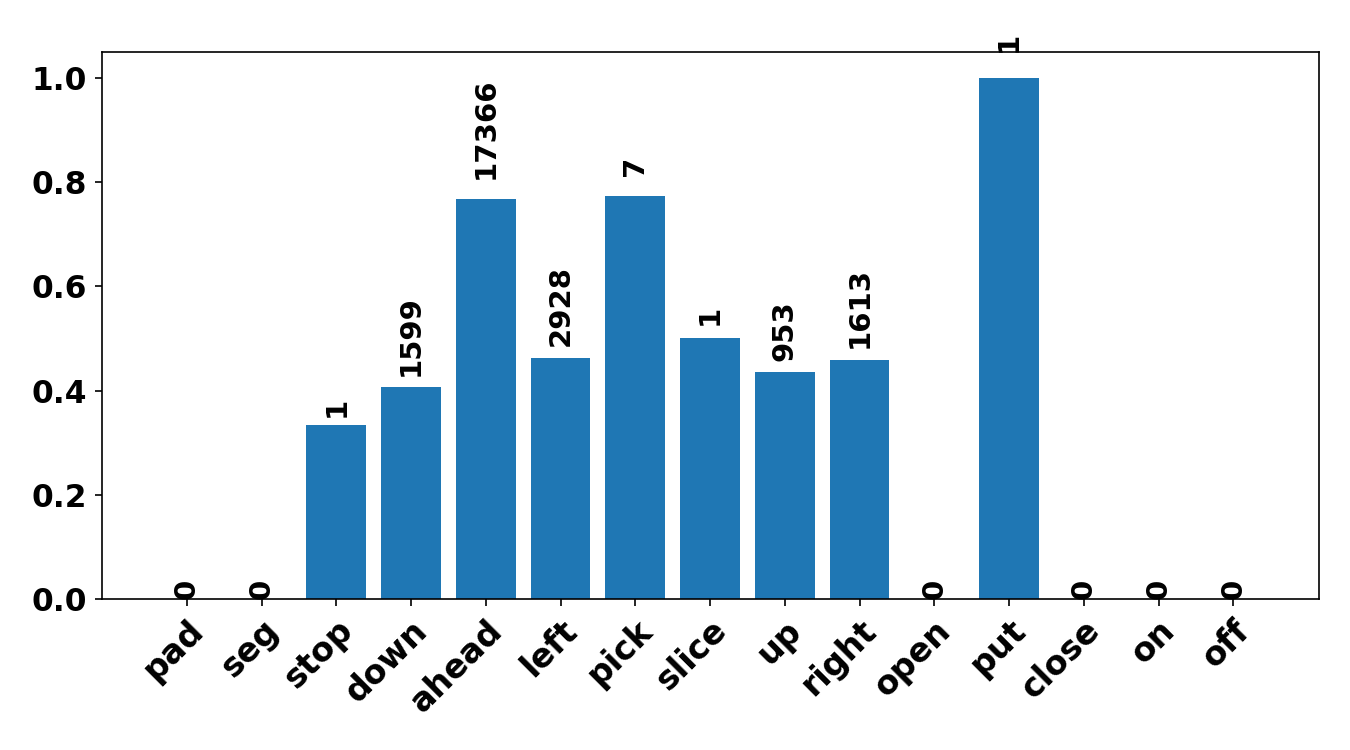 1.0
0.8
0.6
0.4
0.2
0.0
0
0
1
1599
17366
2928
7
1
953
1613
0
1
0
0
0
pad
seg
stop
down
ahead
left
pick
slice
up
right
open
put
close
on
off